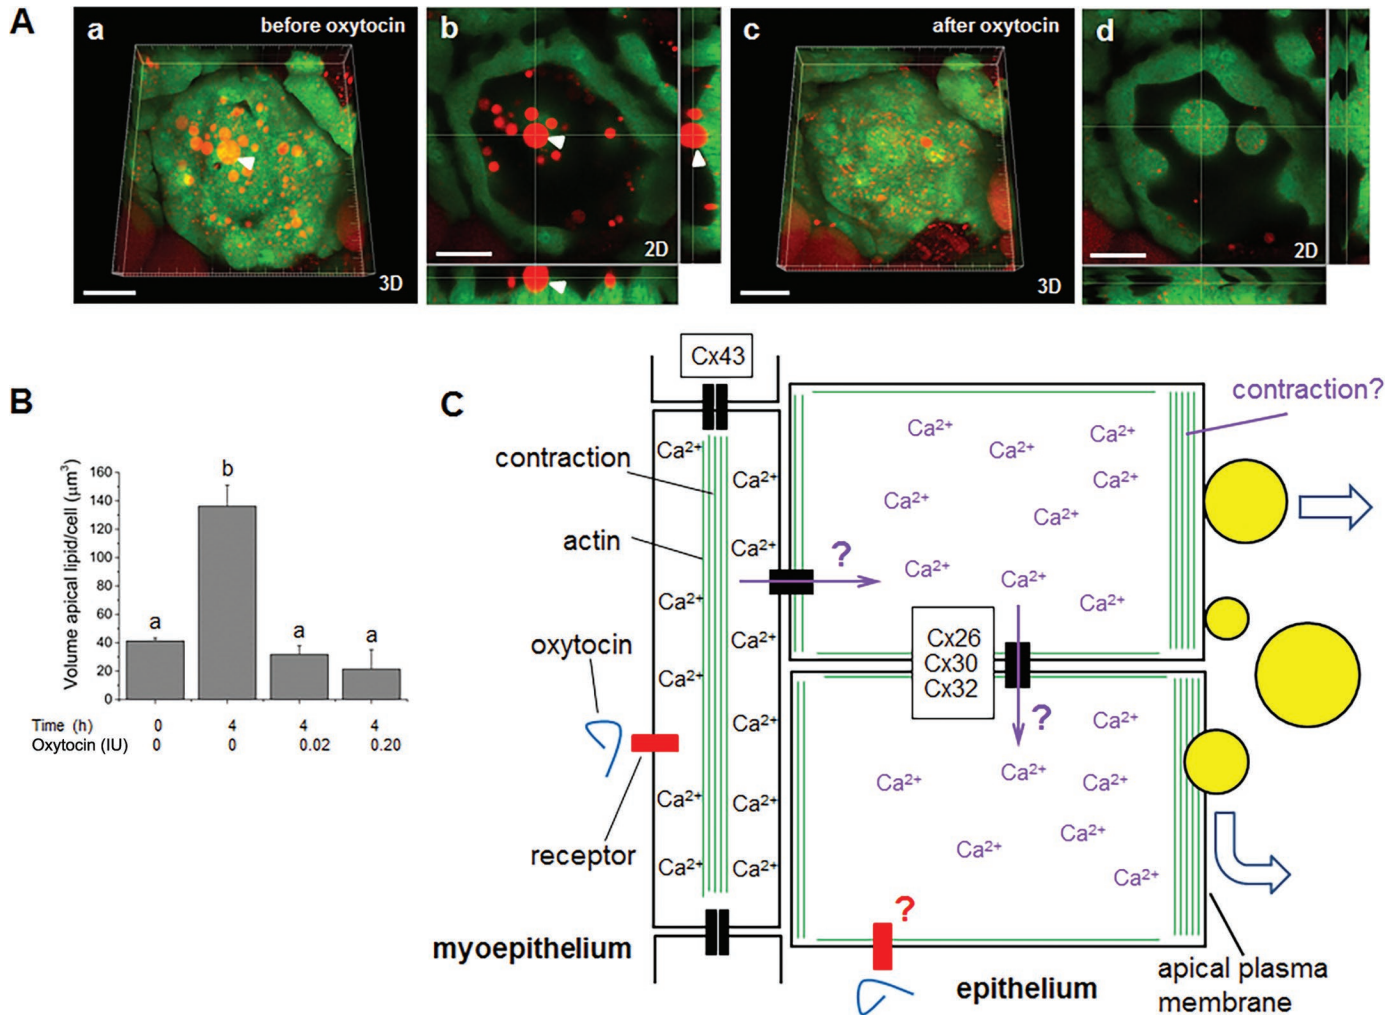 A
a
before oxytocin
3D
b
2D
c
after oxytocin
3D
d
2D
B
Volume apical lipid/cell (μm³)
160
140
120
100
80
60
40
20
0
a
b
a
a
Time (h) 0 4 4 4
Oxytocin (IU) 0 0 0.02 0.20
C
Cx43
contraction
actin
oxytocin
receptor
myoepithelium
Ca²⁺
Ca²⁺
Ca²⁺
Ca²⁺
Ca²⁺
Ca²⁺
Ca²⁺
Ca²⁺
Ca²⁺
Ca²⁺
Ca²⁺
?
contraction?
Ca²⁺
Ca²⁺
Ca²⁺
Ca²⁺
Ca²⁺
Ca²⁺
Ca²⁺
Ca²⁺
Ca²⁺
Cx26
Cx30
Cx32
?
Ca²⁺
Ca²⁺
Ca²⁺
Ca²⁺
Ca²⁺
Ca²⁺
Ca²⁺
?
epithelium
apical plasma
membrane